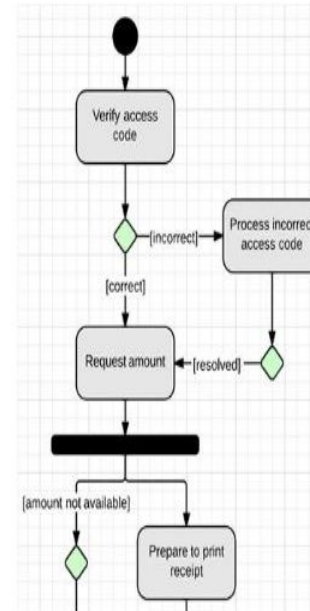 Verify access
code
[incorrect]
Process incorrect
access code
[correct]
Request amount
[resolved]
[amount not available]
Prepare to print
receipt